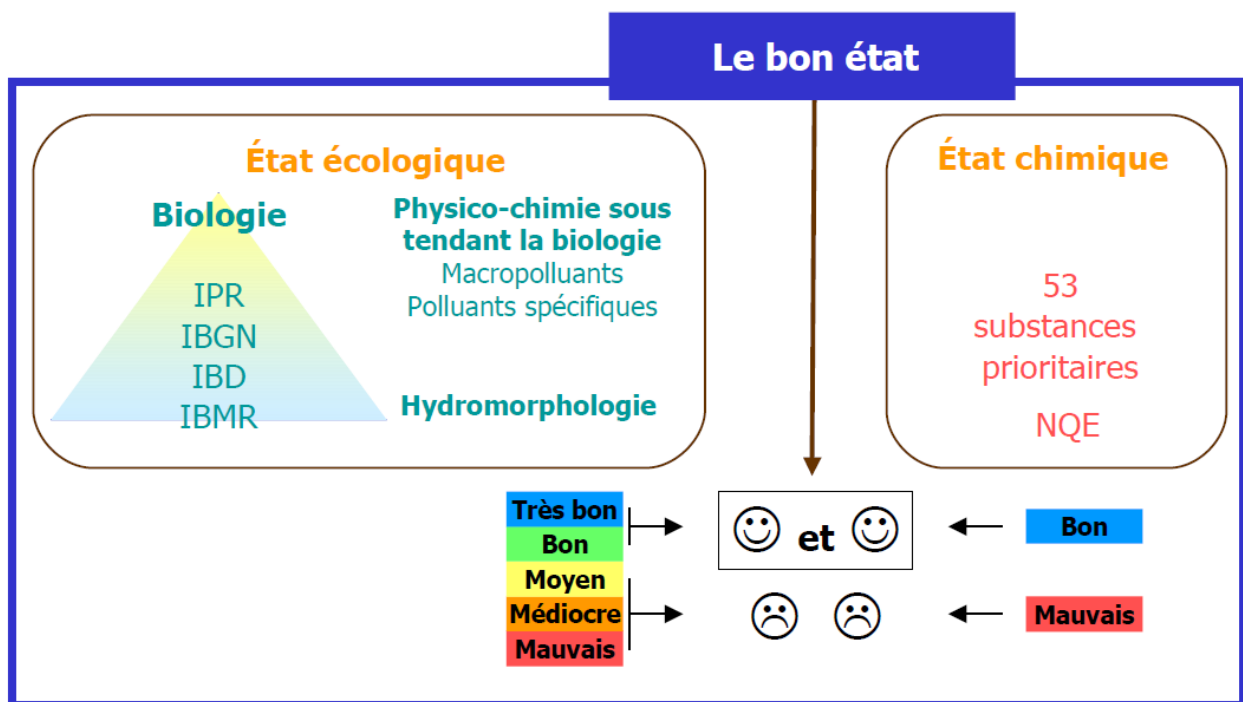 Le bon état
État écologique
Biologie
IPR
IBGN
IBD
IBMR
Physico-chimie sous
tendant la biologie
Macropolluants
Polluants spécifiques
Hydromorphologie
État chimique
53
substances
prioritaires
NQE
Très bon
Bon
Moyen
Médiocre
Mauvais
et
Bon
Mauvais